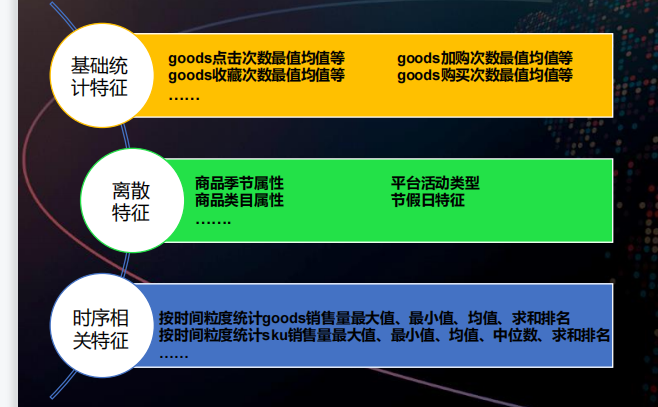 基础统
计特征
goods点击次数最值均值等 goods加购次数最值均值等
goods收藏次数最值均值等 goods购买次数最值均值等
……
离散
特征
商品季节属性 平台活动类型
商品类目属性 节假日特征
…….
时序相
关特征
按时间粒度统计goods销售量最大值、最小值、均值、求和排名
按时间粒度统计sku销售量最大值、最小值、均值、中位数、求和排名
……